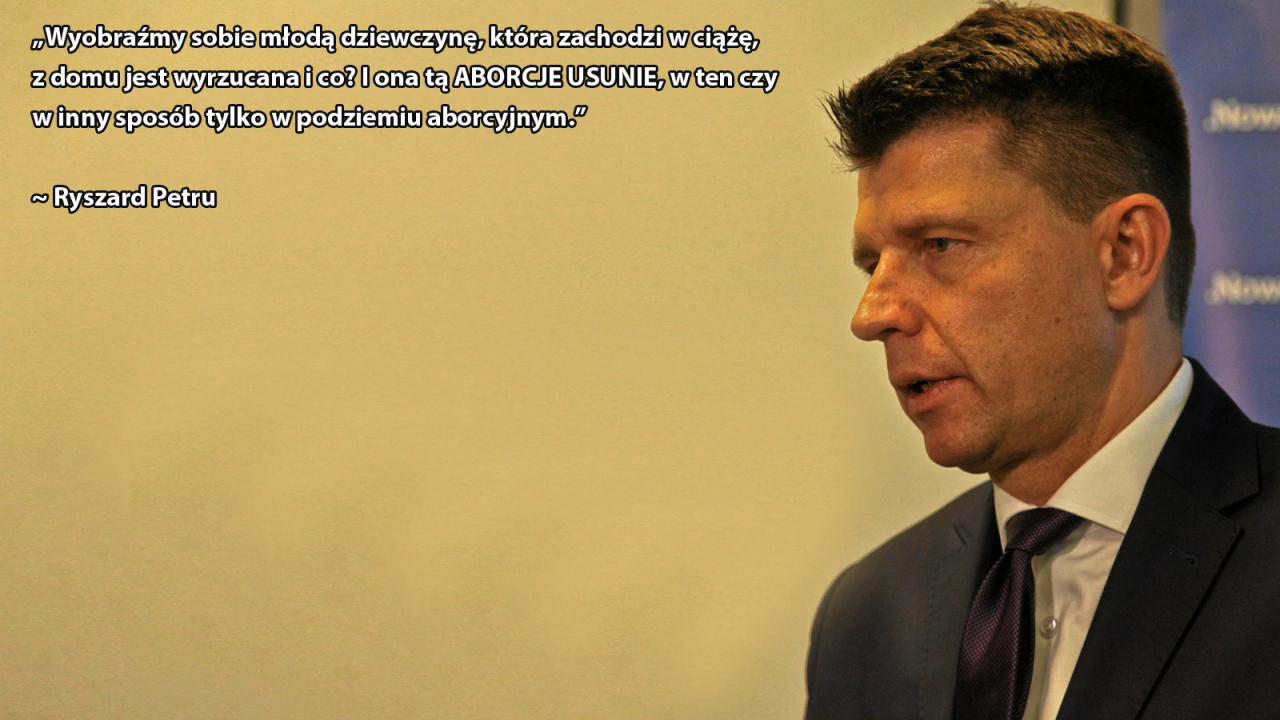 „Wyobraźmy sobie młodą dziewczynę, która zachodzi w ciążę,
z domu jest wyrzucana i co? I ona tą ABORCJE USUNIE, w ten czy
w inny sposób tylko w podziemiu aborcyjnym.”
~ Ryszard Petru